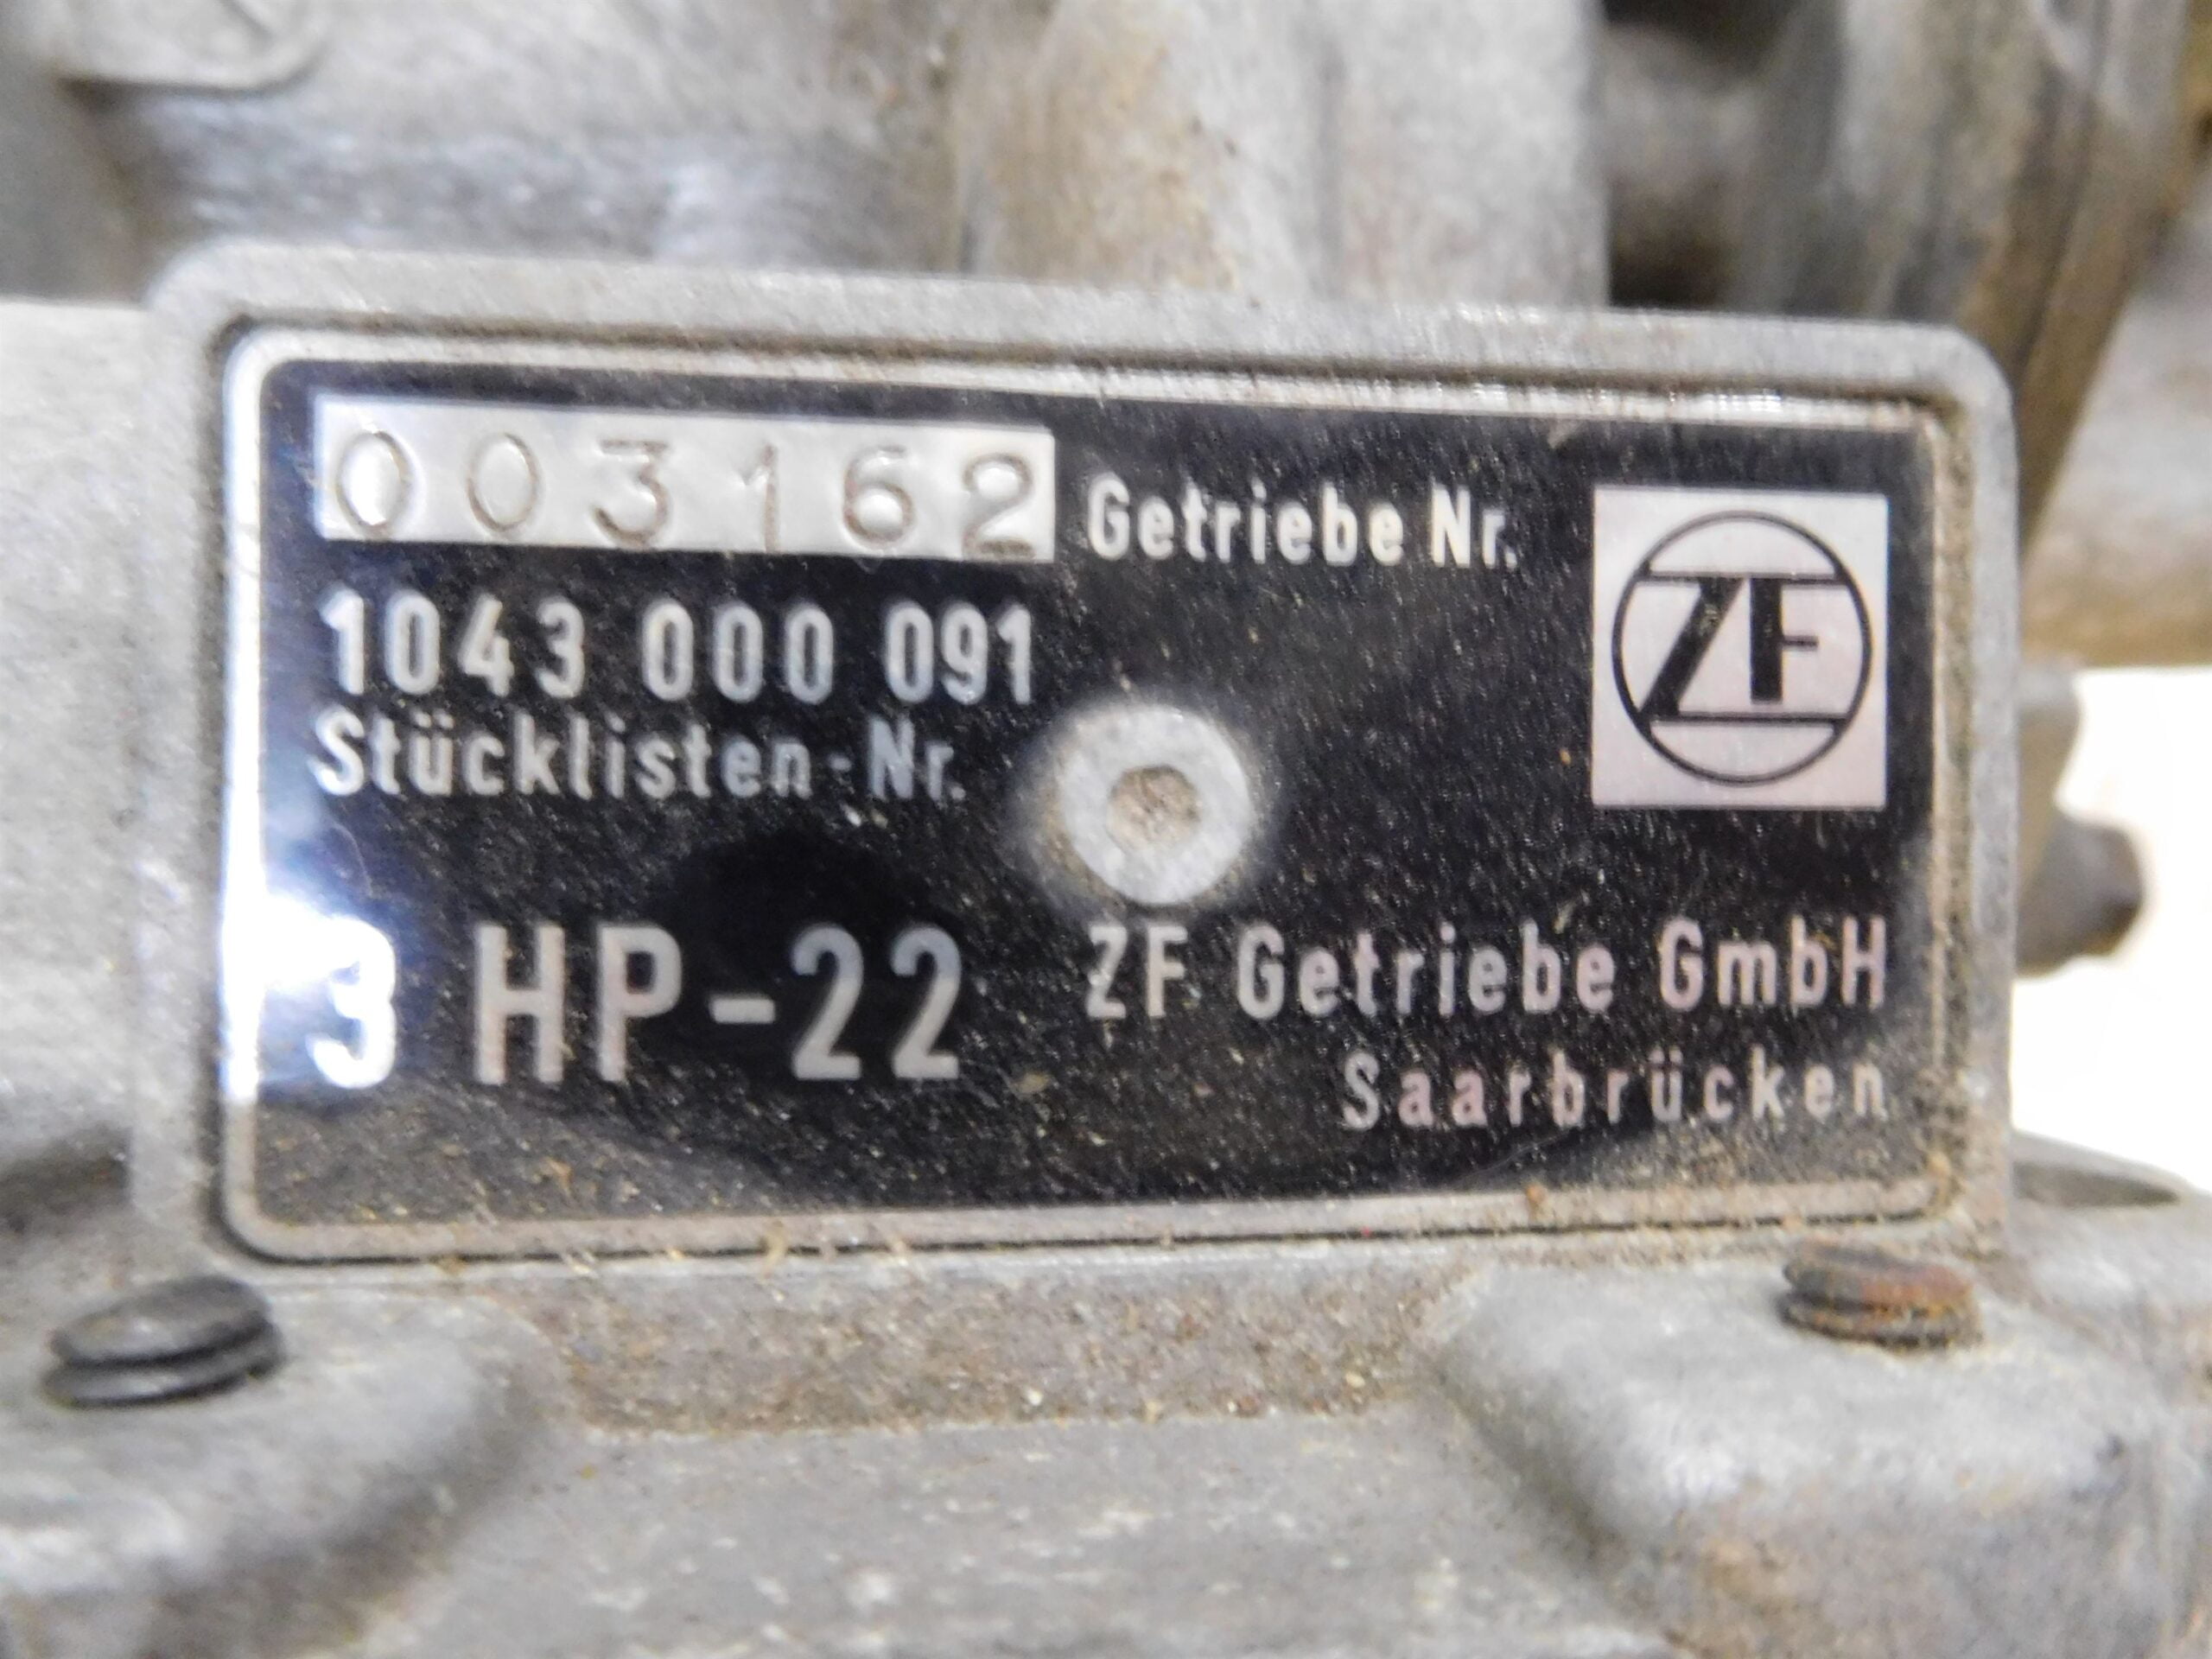 003162 Getriebe Nr.
ZF
1043 000 091
Stücklisten-Nr.
3 HP-22
ZF Getriebe GmbH
Saarbrücken